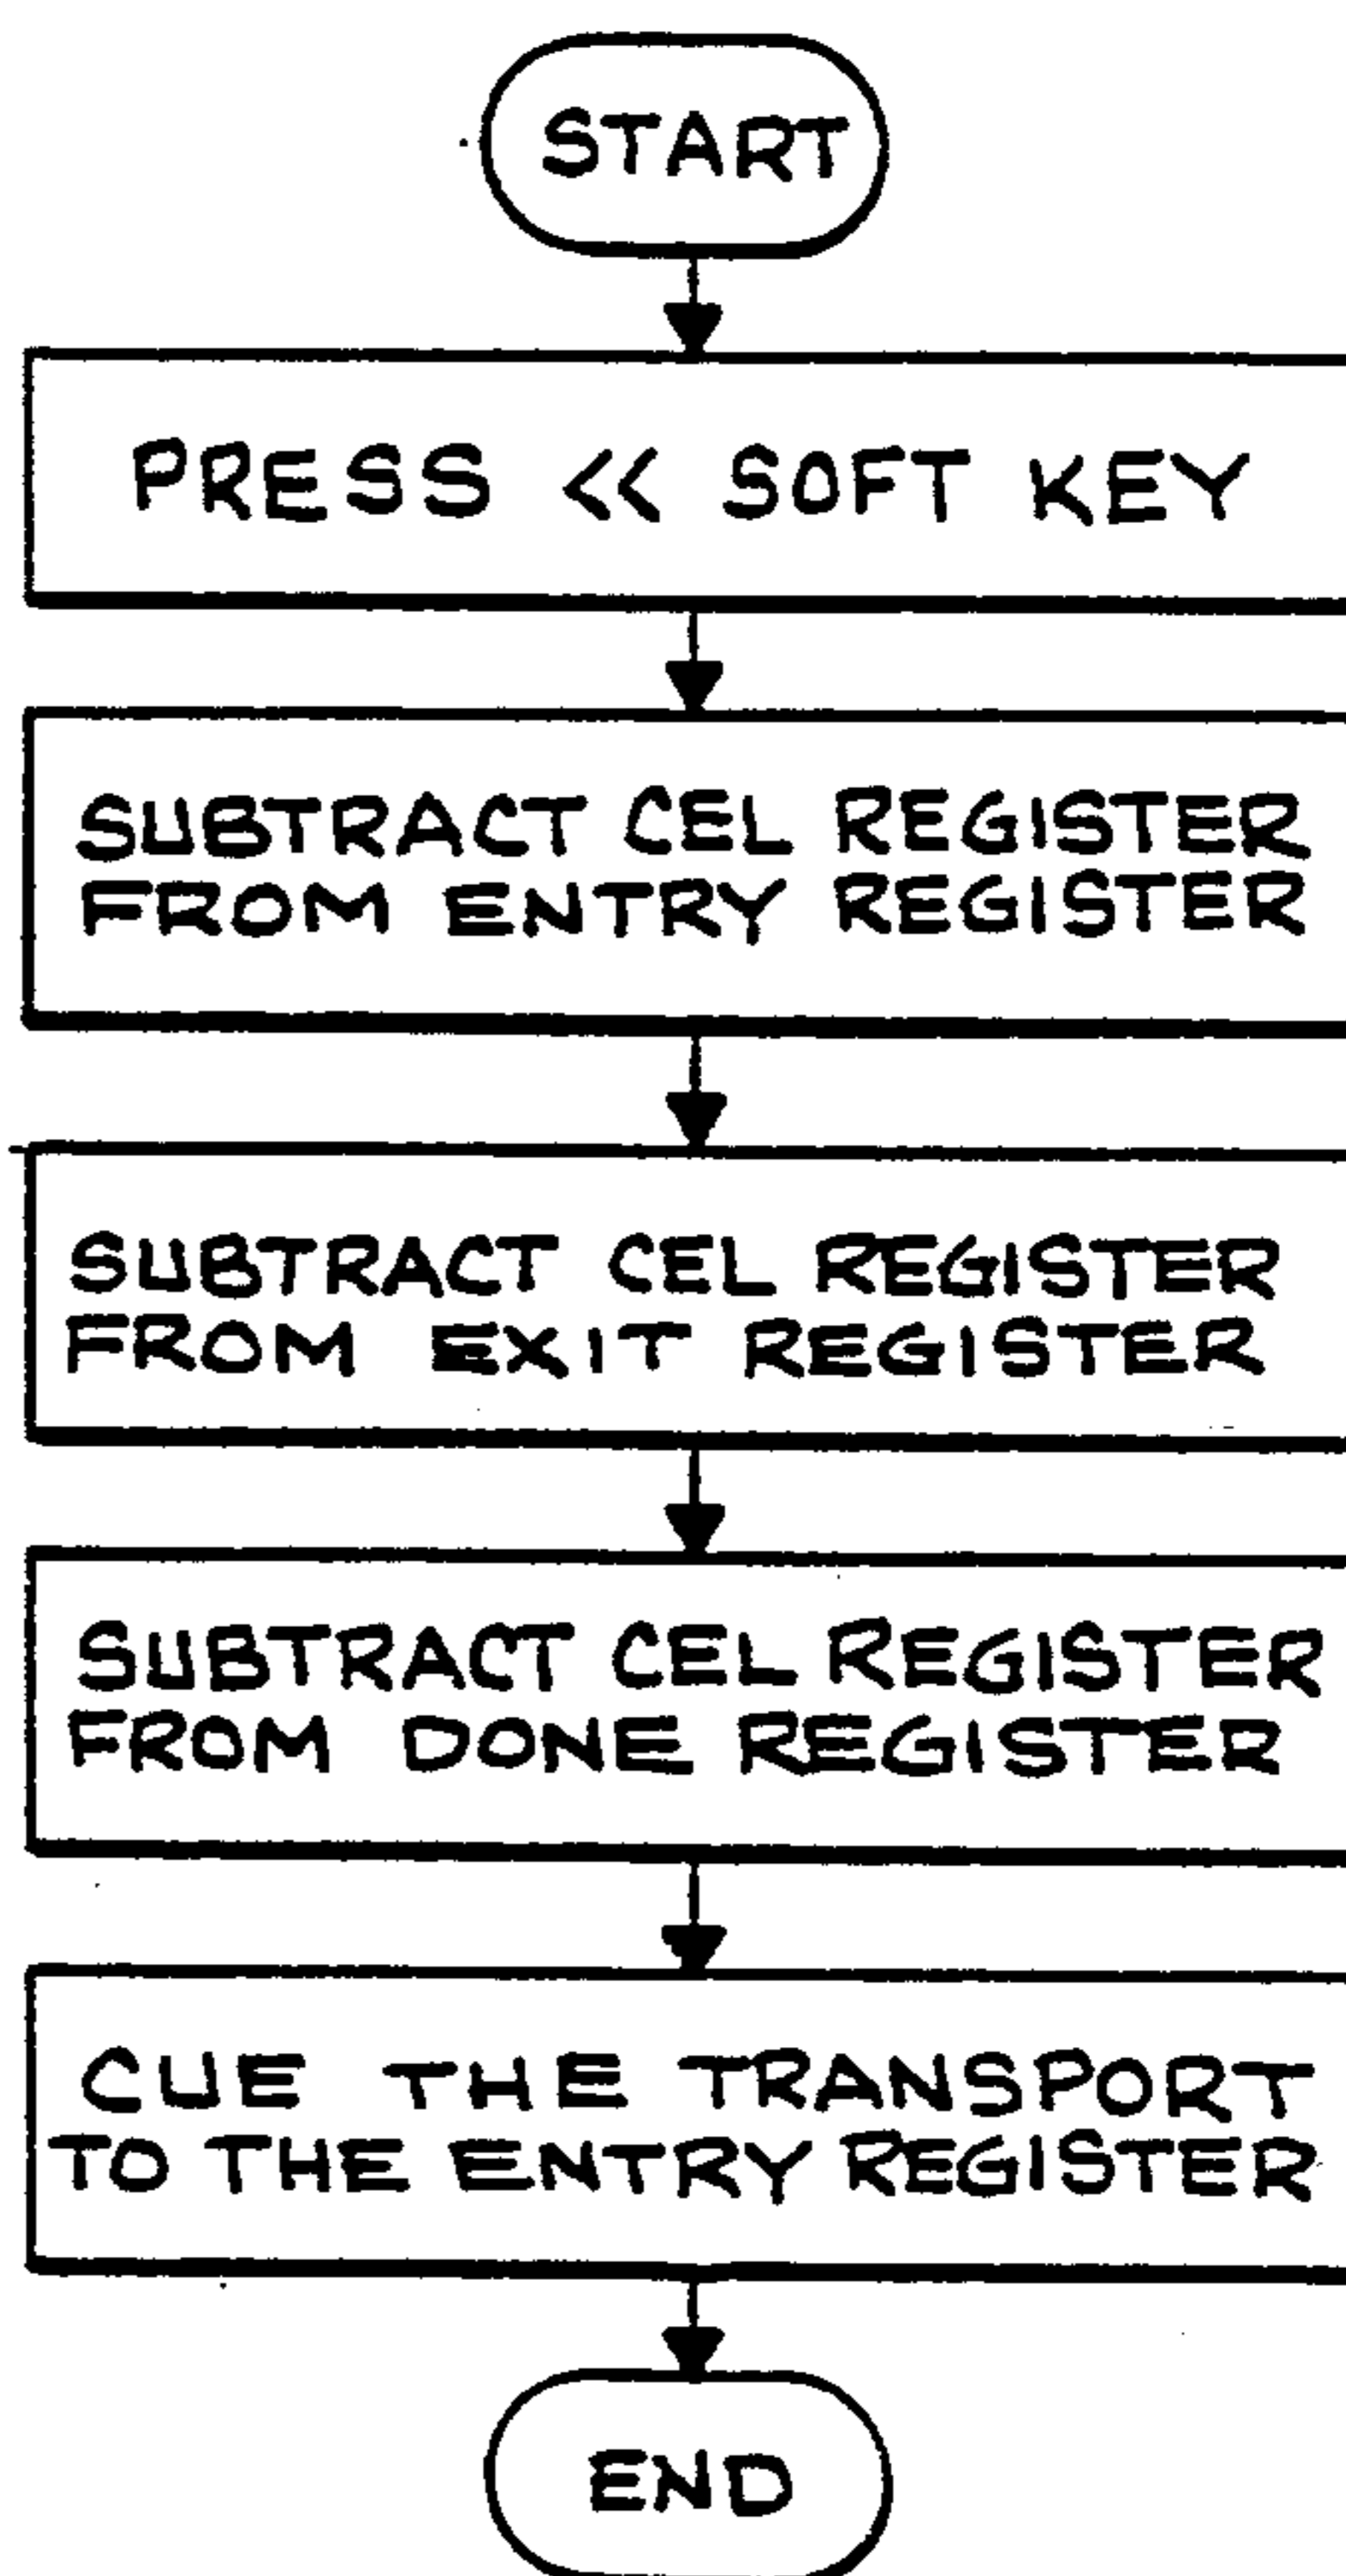 START
PRESS << SOFT KEY
SUBTRACT CEL REGISTER
FROM ENTRY REGISTER
SUBTRACT CEL REGISTER
FROM EXIT REGISTER
SUBTRACT CEL REGISTER
FROM DONE REGISTER
CUE THE TRANSPORT
TO THE ENTRY REGISTER
END